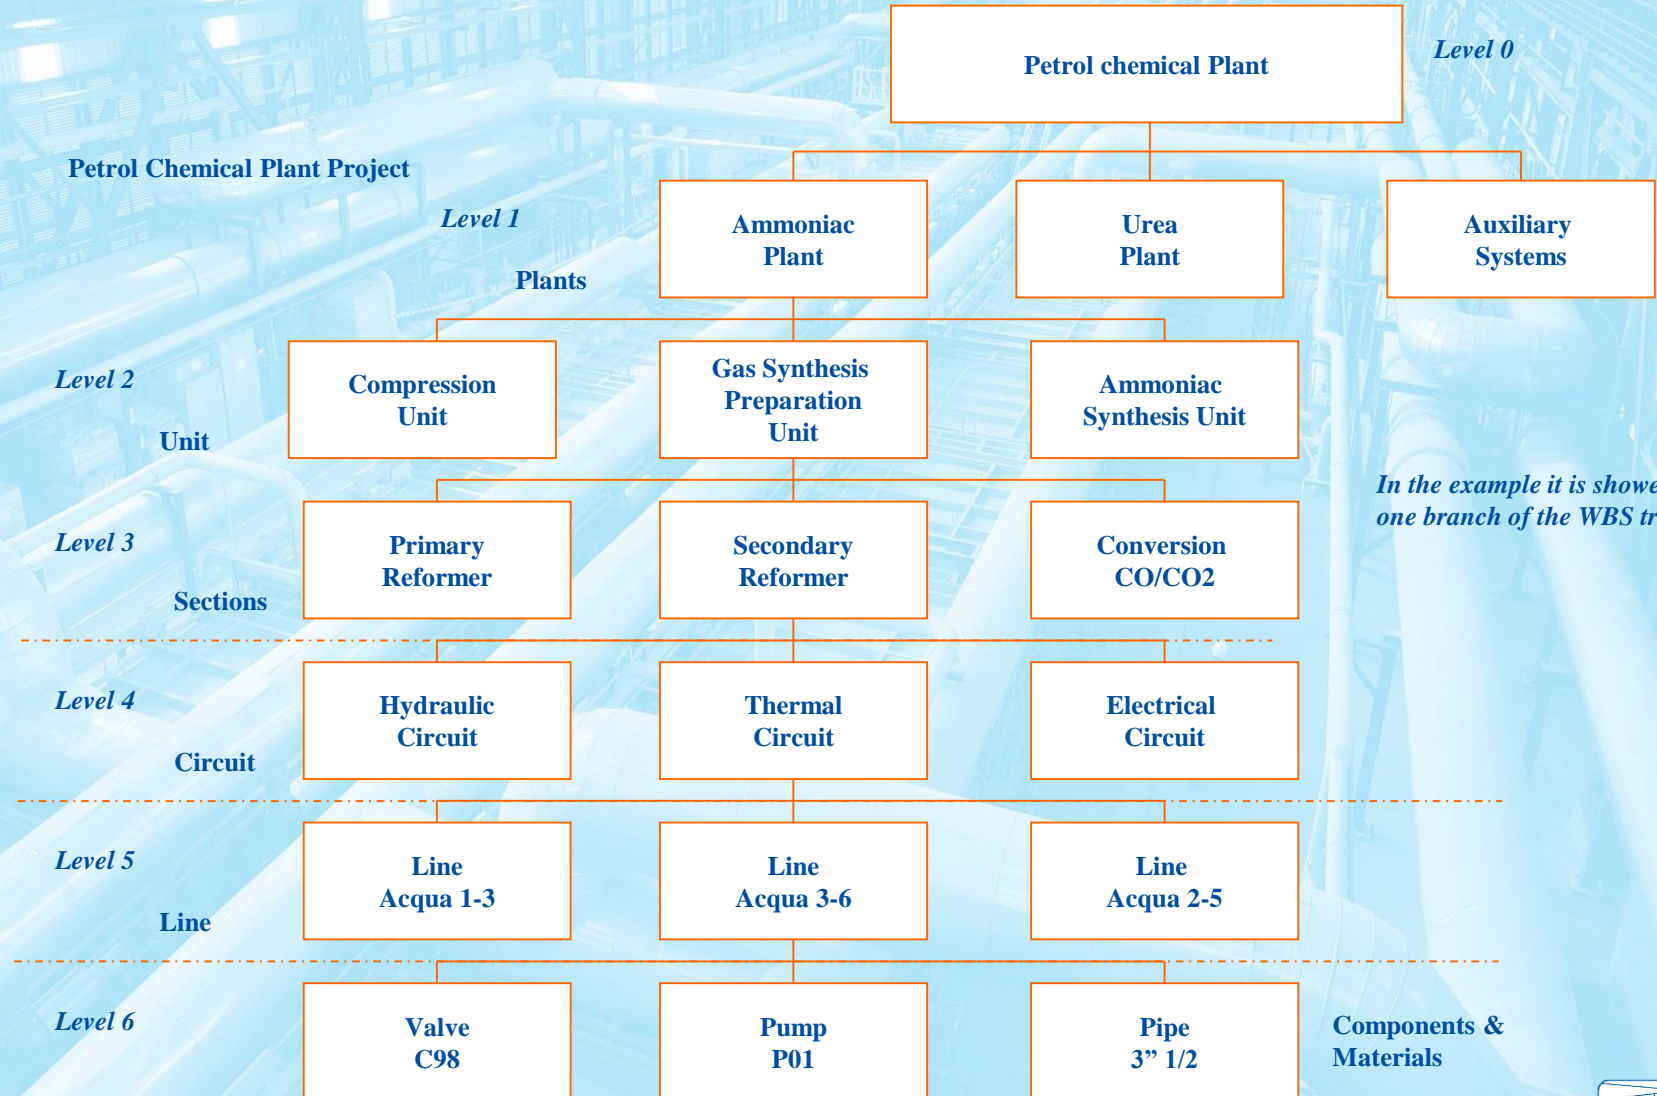 Petrol chemical Plant
Level 0
Petrol Chemical Plant Project
Level 1
Plants
Ammoniac
Plant
Urea
Plant
Auxiliary
Systems
Level 2
Unit
Compression
Unit
Gas Synthesis
Preparation
Unit
Ammoniac
Synthesis Unit
In the example it is showe
one branch of the WBS tr
Level 3
Sections
Primary
Reformer
Secondary
Reformer
Conversion
CO/CO2
Level 4
Circuit
Hydraulic
Circuit
Thermal
Circuit
Electrical
Circuit
Level 5
Line
Line
Acqua 1-3
Line
Acqua 3-6
Line
Acqua 2-5
Level 6
Valve
C98
Pump
P01
Pipe
3” 1/2
Components &
Materials